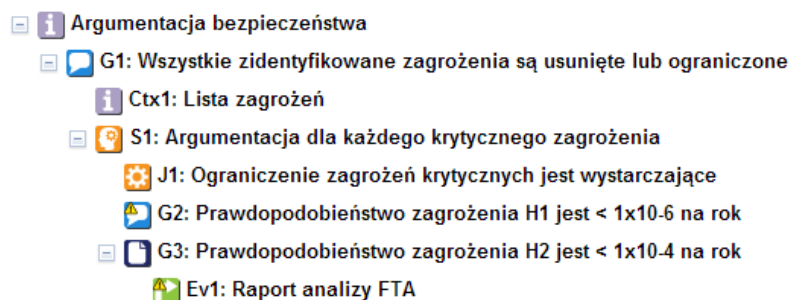 Argumentacja bezpieczeństwa
G1: Wszystkie zidentyfikowane zagrożenia są usunięte lub ograniczone
Ctx1: Lista zagrożeń
S1: Argumentacja dla każdego krytycznego zagrożenia
J1: Ograniczenie zagrożeń krytycznych jest wystarczające
G2: Prawdopodobieństwo zagrożenia H1 jest < 1x10-6 na rok
G3: Prawdopodobieństwo zagrożenia H2 jest < 1x10-4 na rok
Ev1: Raport analizy FTA